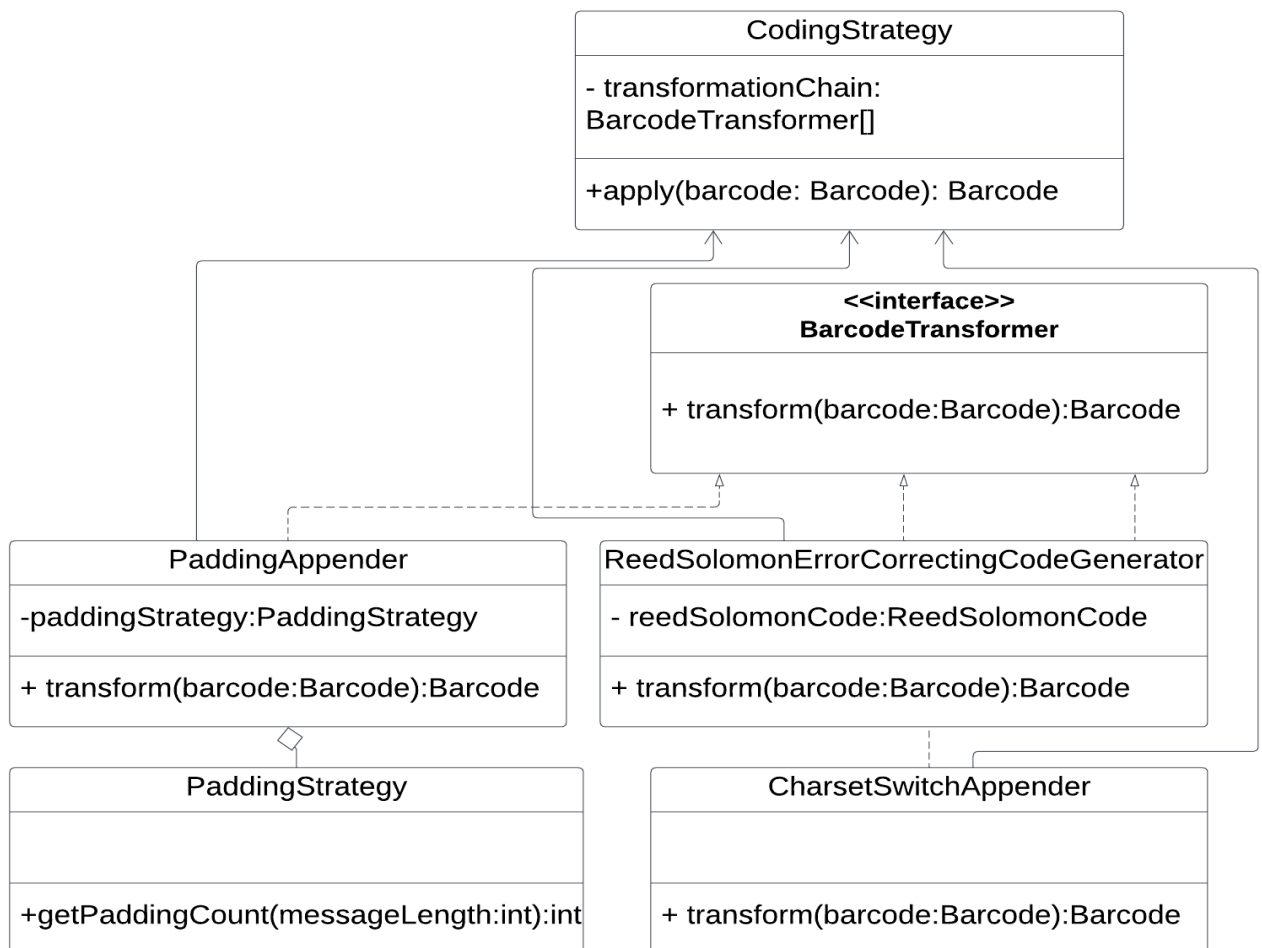 CodingStrategy
- transformationChain:
BarcodeTransformer[]
+apply(barcode: Barcode): Barcode
<<interface>>
BarcodeTransformer
+ transform(barcode:Barcode):Barcode
PaddingAppender
-paddingStrategy:PaddingStrategy
+ transform(barcode:Barcode):Barcode
ReedSolomonErrorCorrectingCodeGenerator
- reedSolomonCode:ReedSolomonCode
+ transform(barcode:Barcode):Barcode
PaddingStrategy
+getPaddingCount(messageLength:int):int
CharsetSwitchAppender
+ transform(barcode:Barcode):Barcode